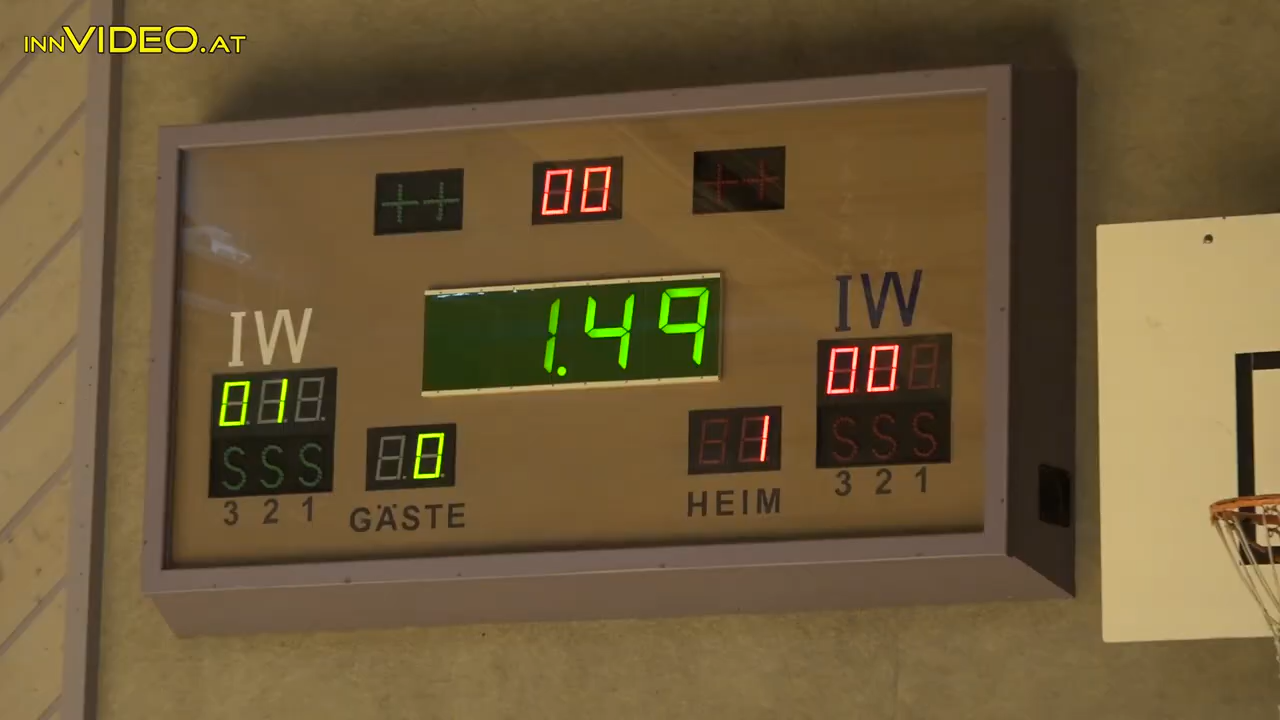 INNVIDEO.AT
00
1.49
IW
IW
01
00
SSS
SSS
0
1
3 2 1
GÄSTE
HEIM
3 2 1